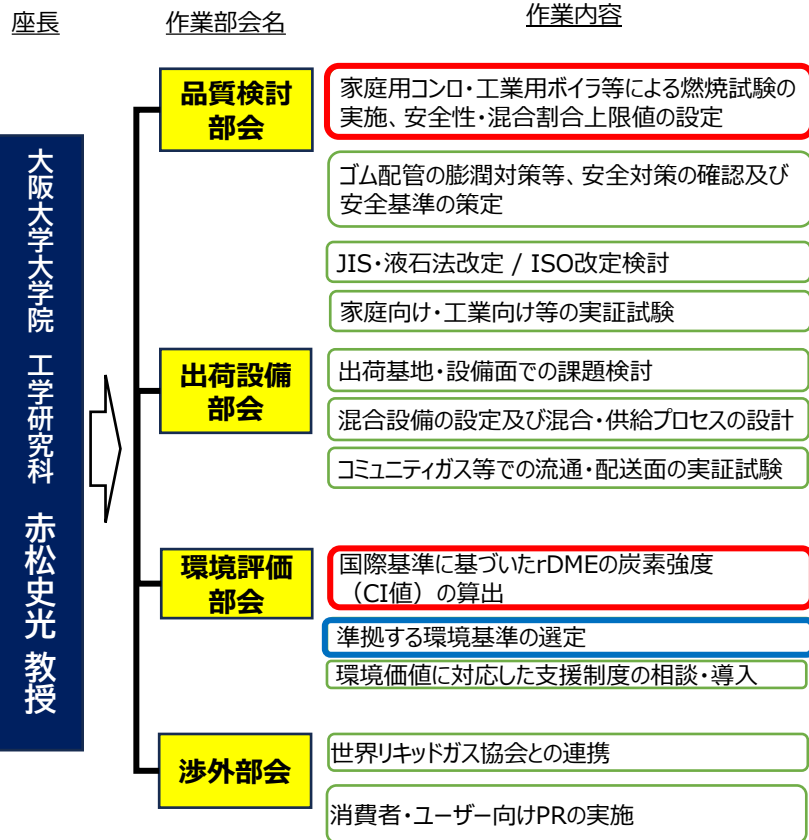 座長
作業部会名
作業内容
大阪大学大学院 工学研究科 赤松史光 教授
品質検討
部会
家庭用コンロ・工業用ボイラ等による燃焼試験の
実施、安全性・混合割合上限値の設定
ゴム配管の膨潤対策等、安全対策の確認及び
安全基準の策定
JIS・液石法改定 / ISO改定検討
家庭向け・工業向け等の実証試験
出荷設備
部会
出荷基地・設備面での課題検討
混合設備の設定及び混合・供給プロセスの設計
コミュニティガス等での流通・配送面の実証試験
環境評価
部会
国際基準に基づいたrDMEの炭素強度
（CI値）の算出
準拠する環境基準の選定
環境価値に対応した支援制度の相談・導入
渉外部会
世界リキッドガス協会との連携
消費者・ユーザー向けPRの実施